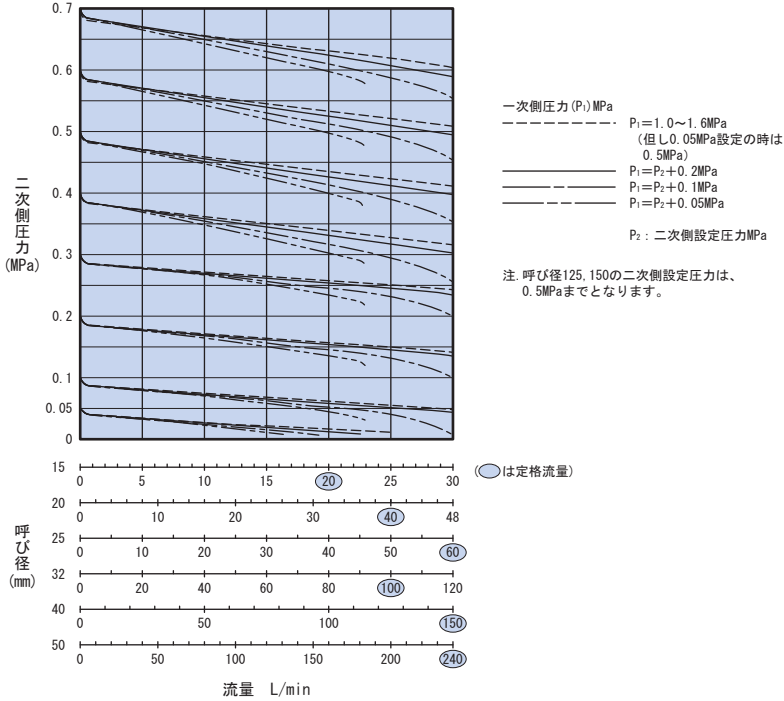 0.7
0.6
0.5
0.4
0.3
0.2
0.1
0.05
0
二次側圧力
(MPa)
一次側圧力(P₁)MPa
P₁=1.0～1.6MPa
(但し0.05MPa設定の時は
0.5MPa)
P₁=P₂+0.2MPa
P₁=P₂+0.1MPa
P₁=P₂+0.05MPa
P₂：二次側設定圧力MPa
注. 呼び径125, 150の二次側設定圧力は、
0.5MPaまでとなります。
15
0 5 10 15 20 25 30
(は定格流量)
20
0 10 20 30 40 48
25
0 10 20 30 40 50 60
32
0 20 40 60 80 100 120
40
0 50 100 150
50
0 50 100 150 200 240
呼び径
(mm)
流量 L/min